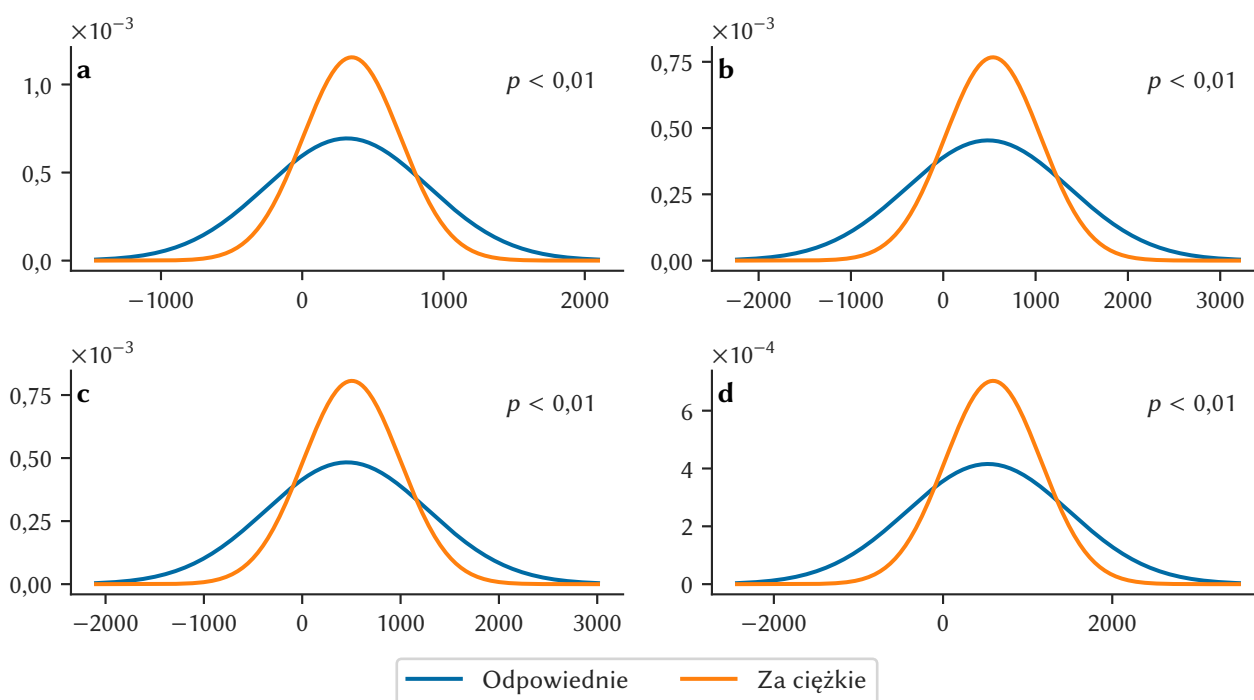 ×10⁻³
a
p < 0,01
1,0
0,5
0,0
−1000 0 1000 2000
×10⁻³
b
p < 0,01
0,75
0,50
0,25
0,00
−2000 −1000 0 1000 2000 3000
×10⁻³
c
p < 0,01
0,75
0,50
0,25
0,00
−2000 −1000 0 1000 2000 3000
×10⁻⁴
d
p < 0,01
6
4
2
0
−2000 0 2000
Odpowiednie Za ciężkie